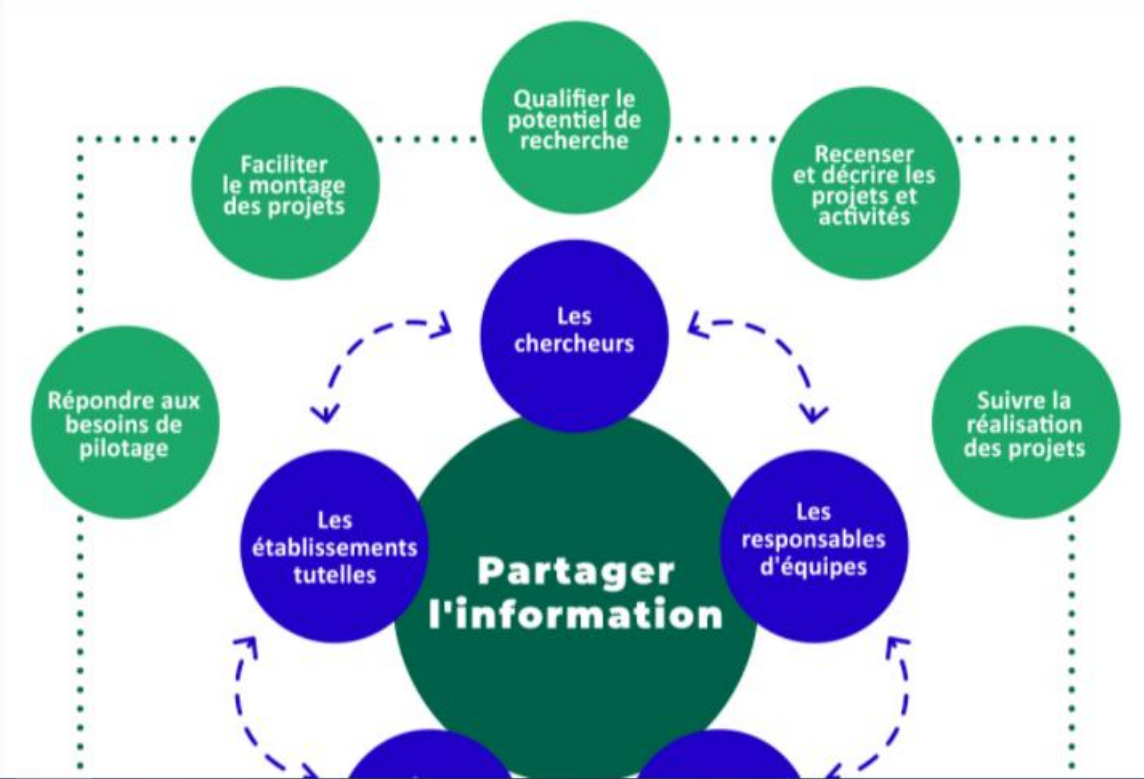 Qualifier le
potentiel de
recherche
Faciliter
le montage
des projets
Recenser
et décrire les
projets et
activités
Les
chercheurs
Répondre aux
besoins de
pilotage
Suivre la
réalisation
des projets
Les
établissements
tutelles
Les
responsables
d'équipes
Partager
l'information